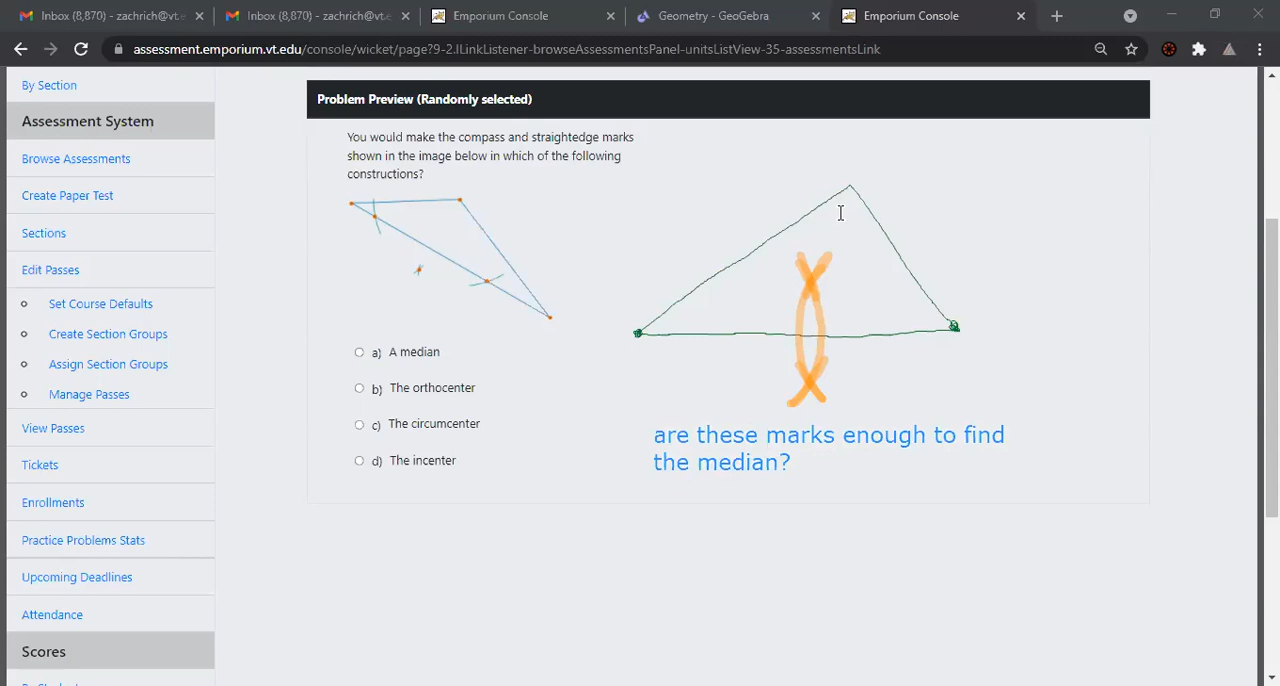 Inbox (8,870) - zachrich@vt.e
Inbox (8,870) - zachrich@vt.e
Emporium Console
Geometry - GeoGebra
Emporium Console
assessment.emporium.vt.edu/console/wicket/page?9-2.ILinkListener-browseAssessmentsPanel-unitsListView-35-assessmentsLink
By Section
Assessment System
Browse Assessments
Create Paper Test
Sections
Edit Passes
Set Course Defaults
Create Section Groups
Assign Section Groups
Manage Passes
View Passes
Tickets
Enrollments
Practice Problems Stats
Upcoming Deadlines
Attendance
Scores
Problem Preview (Randomly selected)
You would make the compass and straightedge marks
shown in the image below in which of the following
constructions?
a) A median
b) The orthocenter
c) The circumcenter
d) The incenter
are these marks enough to find
the median?